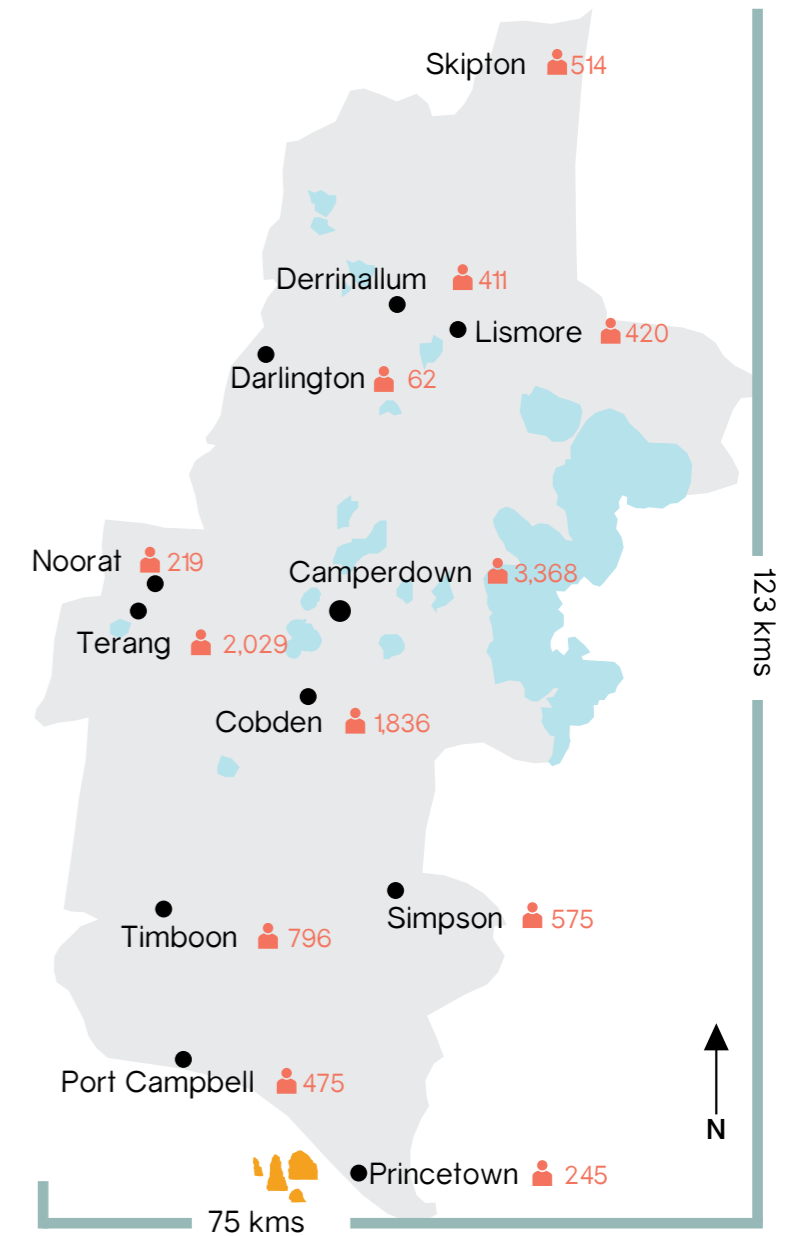 Skipton 514
Derrinallum 411
Lismore 420
Darlington 62
Noorat 219
Camperdown 3,368
Terang 2,029
Cobden 1,836
Simpson 575
Timboon 796
Port Campbell 475
Princetown 245
123 kms
N
75 kms